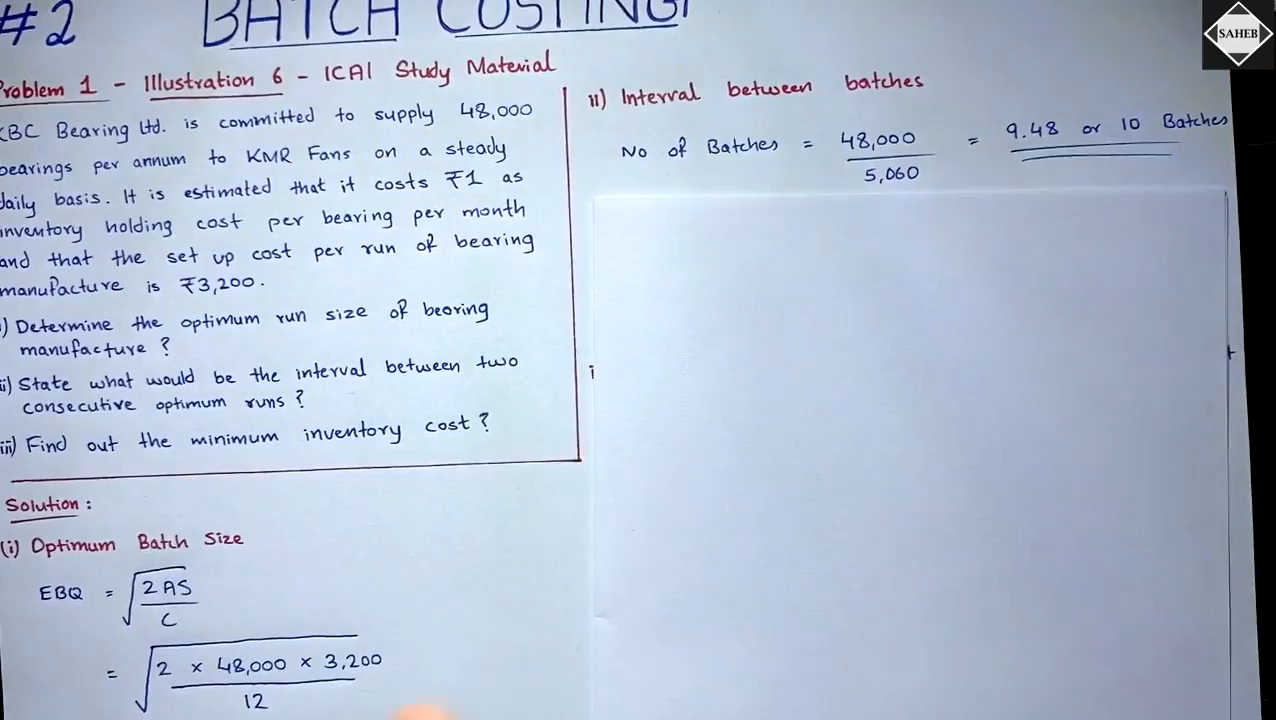 #2 BATCH COSTING
Problem 1 - Illustration 6 - ICAI Study Material
KBC Bearing Ltd. is committed to supply 48,000
bearings per annum to KMR Fans on a steady
daily basis. It is estimated that it costs ₹1 as
inventory holding cost per bearing per month
and that the set up cost per run of bearing
manufacture is ₹3,200.
i) Determine the optimum run size of bearing
manufacture ?
ii) State what would be the interval between two
consecutive optimum runs ?
iii) Find out the minimum inventory cost ?
Solution :
(i) Optimum Batch Size
EBQ = √2AS
C
= √2 × 48,000 × 3,200
12
ii) Interval between batches
No of Batches = 48,000 = 9.48 or 10 Batches
5,060
SAHEB